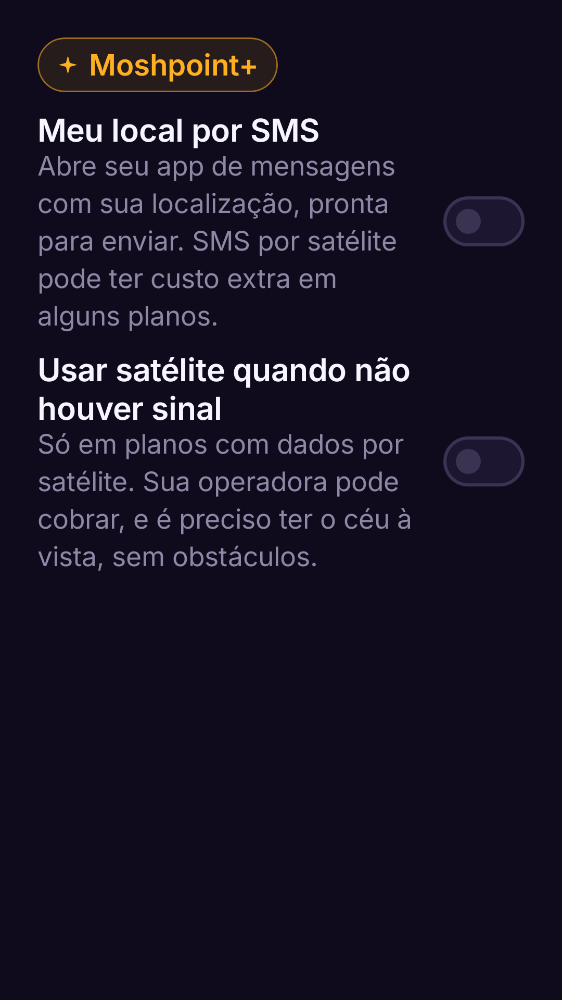 Moshpoint+
Meu local por SMS
Abre seu app de mensagens
com sua localização, pronta
para enviar. SMS por satélite
pode ter custo extra em
alguns planos.
Usar satélite quando não
houver sinal
Só em planos com dados por
satélite. Sua operadora pode
cobrar, e é preciso ter o céu à
vista, sem obstáculos.